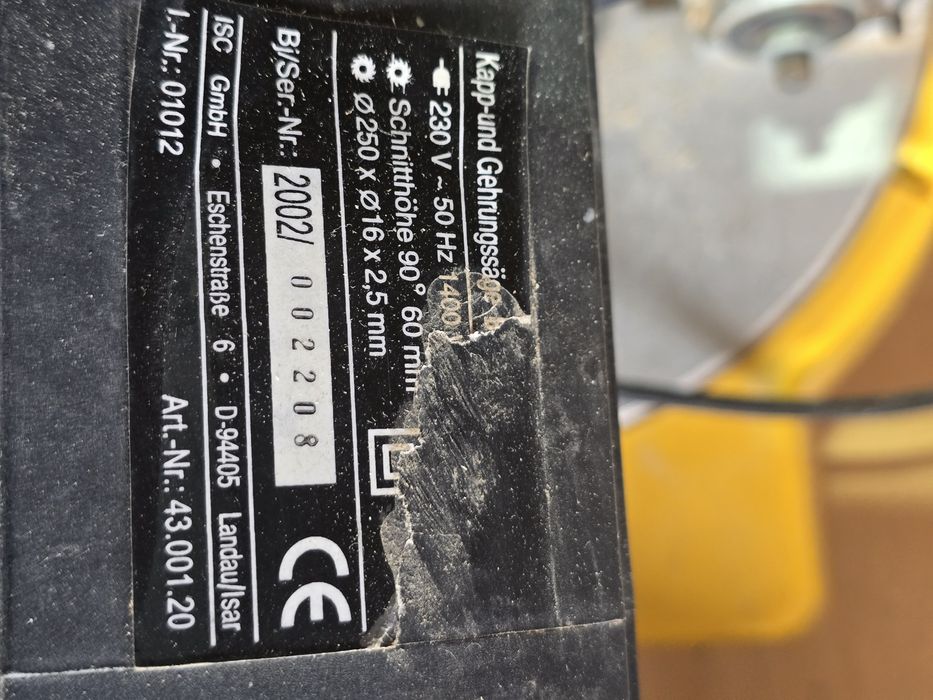 Kapp-und Gehrungssäge
230 V ~ 50 Hz 1400
Schnitthöhe 90° 60 mm
Ø250 x Ø16 x 2,5 mm
Bj/Ser.-Nr.: 2002/ 002208 CE
ISC GmbH • Eschenstraße 6 • D-94405 Landau/Isar
I.-Nr.: 01012 Art.-Nr.: 43.001.20